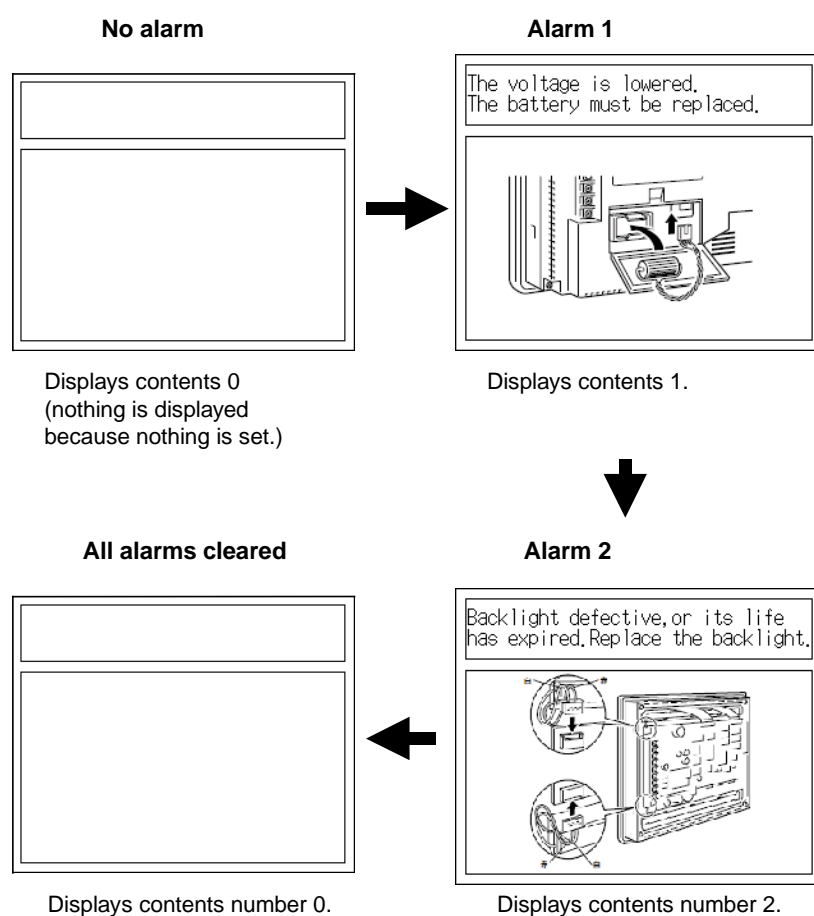 No alarm
Alarm 1
The voltage is lowered.
The battery must be replaced.
Displays contents 0
(nothing is displayed
because nothing is set.)
Displays contents 1.
All alarms cleared
Alarm 2
Backlight defective,or its life
has expired.Replace the backlight.
Displays contents number 0.
Displays contents number 2.